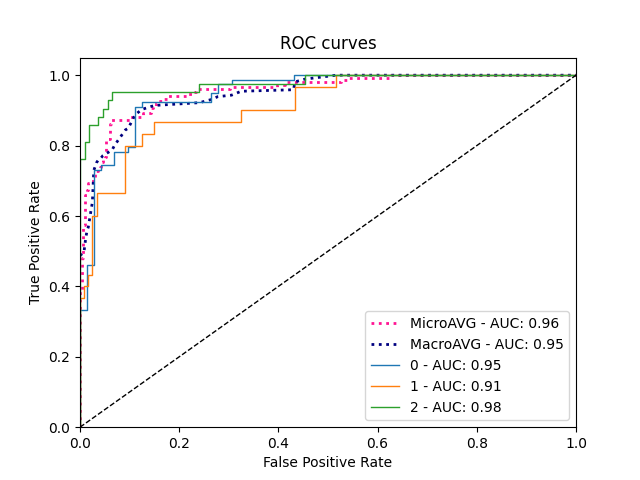 ROC curves
True Positive Rate
1.0
0.8
0.6
0.4
0.2
0.0
MicroAVG - AUC: 0.96
MacroAVG - AUC: 0.95
0 - AUC: 0.95
1 - AUC: 0.91
2 - AUC: 0.98
0.0 0.2 0.4 0.6 0.8 1.0
False Positive Rate